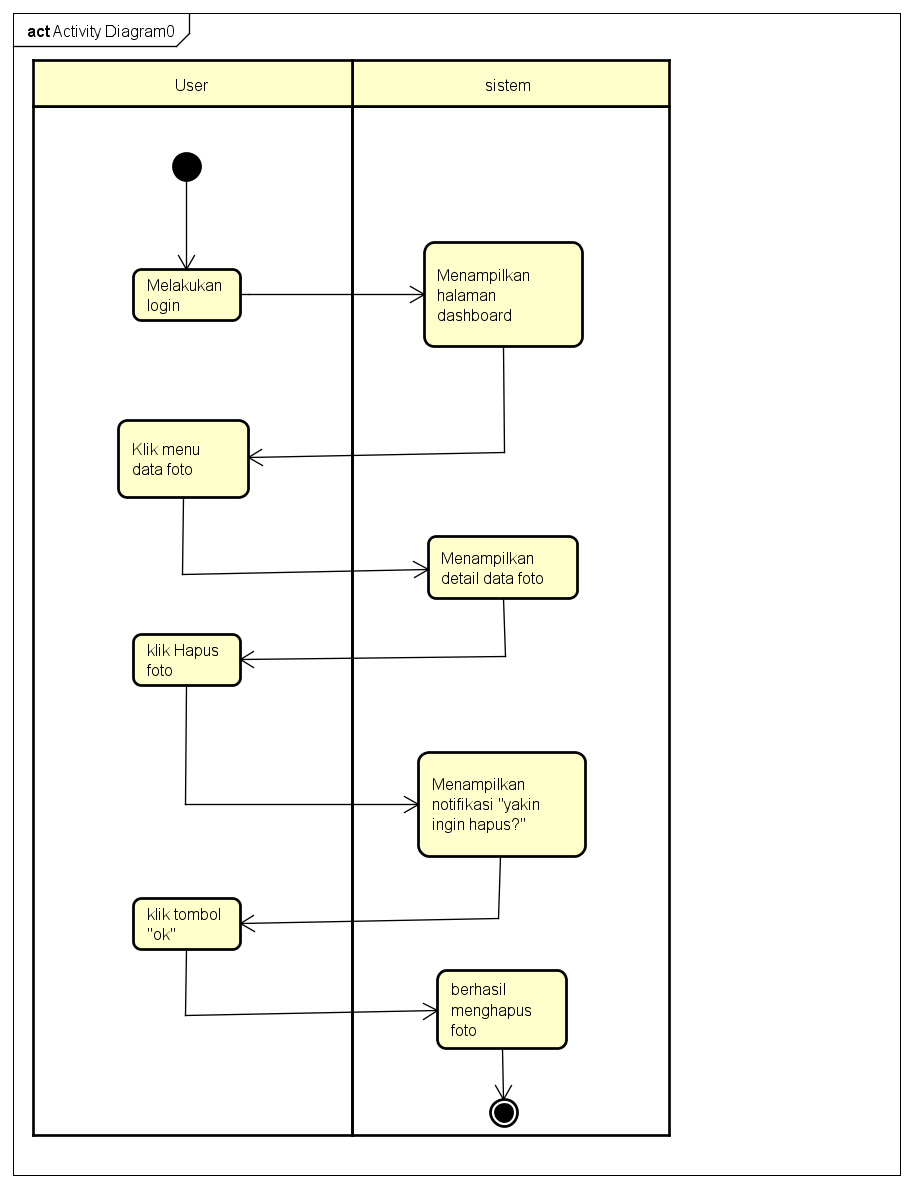 act Activity Diagram0
User
sistem
Melakukan
login
Menampilkan
halaman
dashboard
Klik menu
data foto
Menampilkan
detail data foto
klik Hapus
foto
Menampilkan
notifikasi "yakin
ingin hapus?"
klik tombol
"ok"
berhasil
menghapus
foto